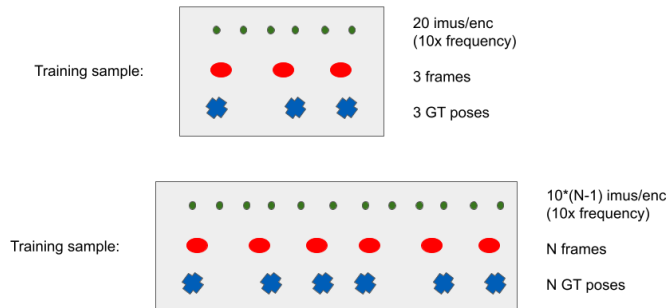 20 imus/enc
(10x frequency)
Training sample:
3 frames
3 GT poses
10*(N-1) imus/enc
(10x frequency)
Training sample:
N frames
N GT poses